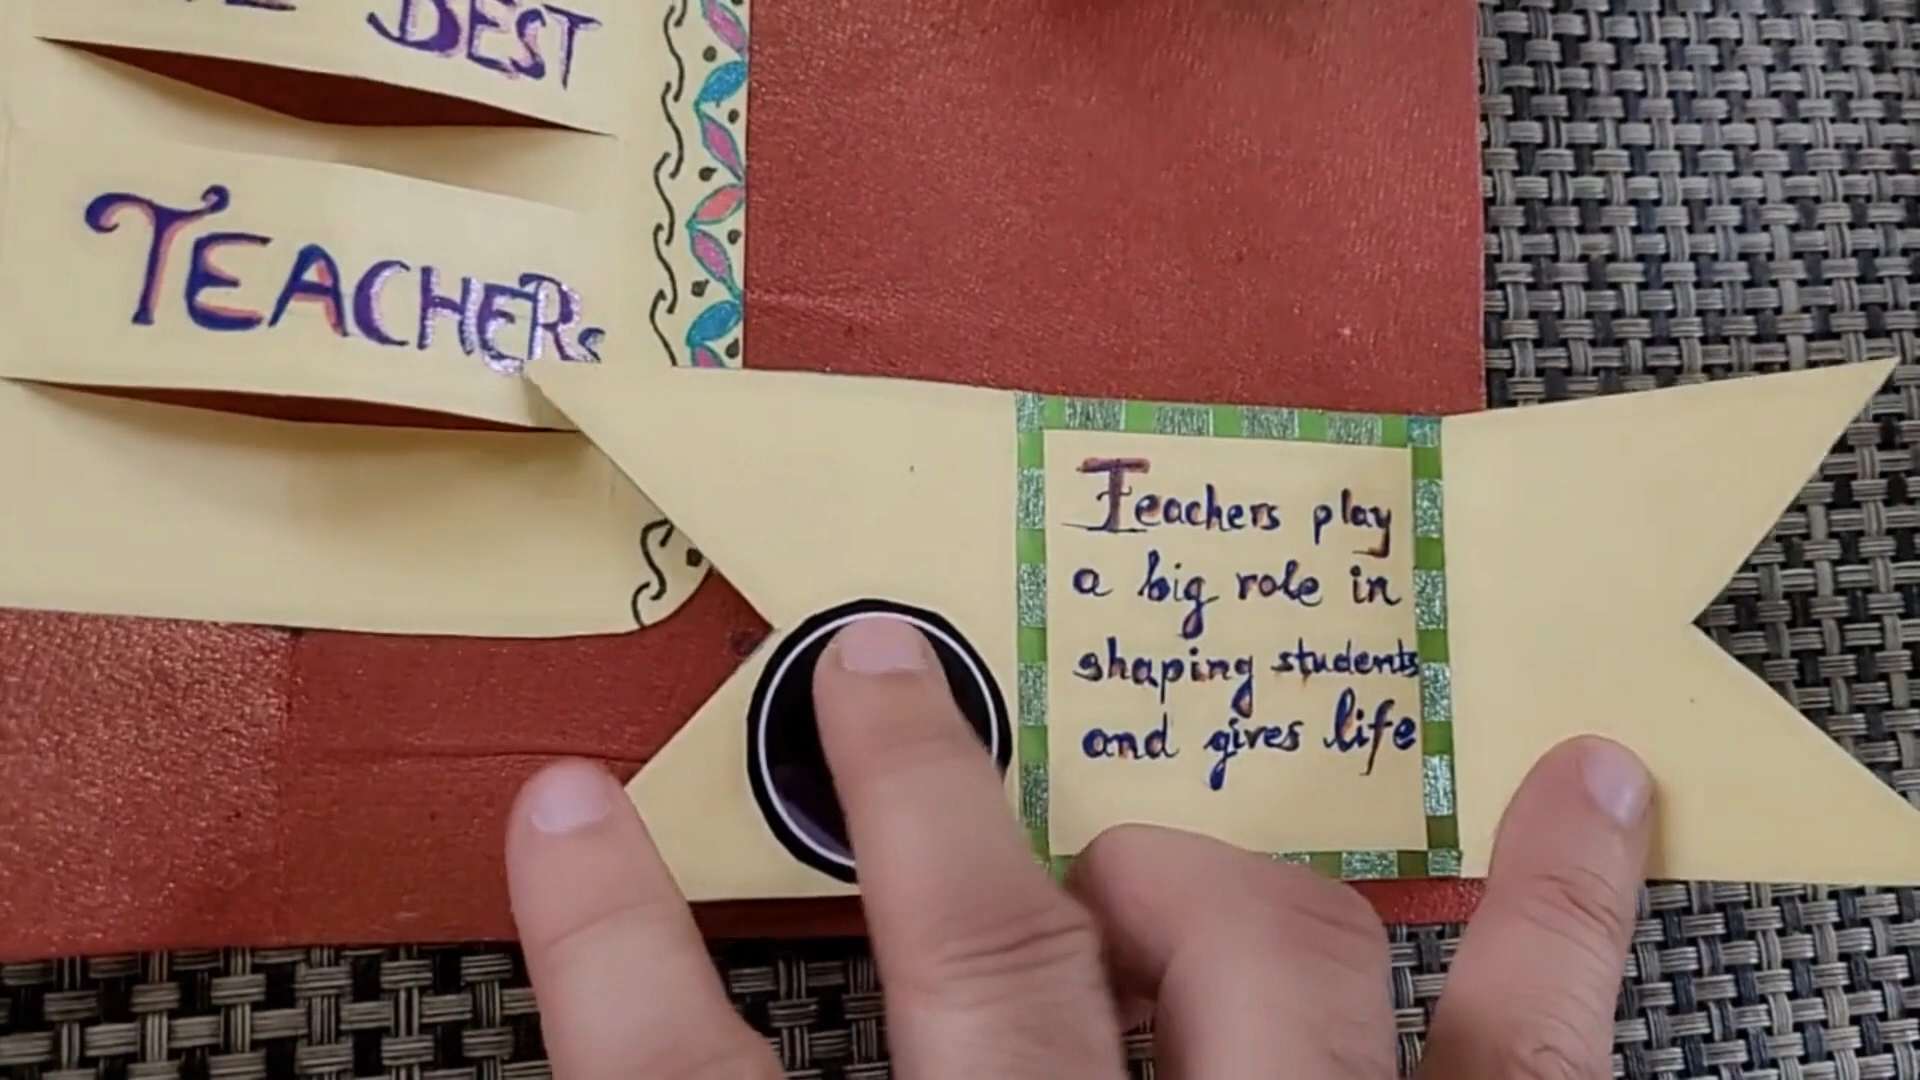 BEST
TEACHERs
Teachers play
a big role in
shaping students
and gives life